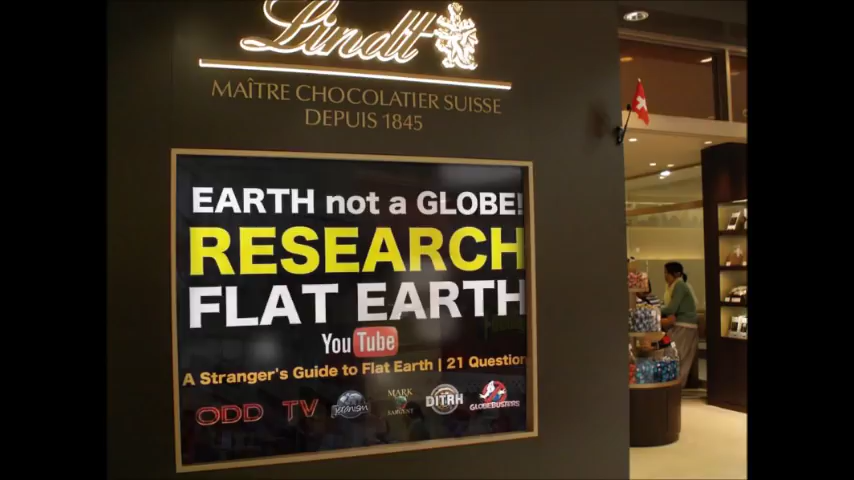 Lindt
MAÎTRE CHOCOLATIER SUISSE
DEPUIS 1845
EARTH not a GLOBE!
RESEARCH
FLAT EARTH
YouTube
A Stranger's Guide to Flat Earth | 21 Question
ODD TV jeranism MARK SARGENT DITRH GLOBEBUSTERS